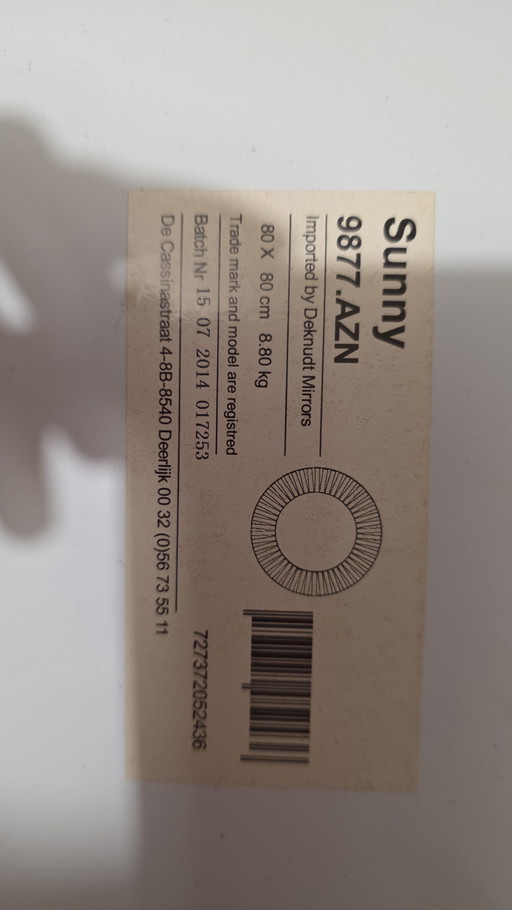 Sunny
9877.AZN
Imported by Deknudt Mirrors
80 X 80 cm 8.80 kg
Trade mark and model are registred
Batch Nr 15 07 2014 017253
727372052436
De Cassinastraat 4-8B-8540 Deerlijk 00 32 (0)56 73 55 11